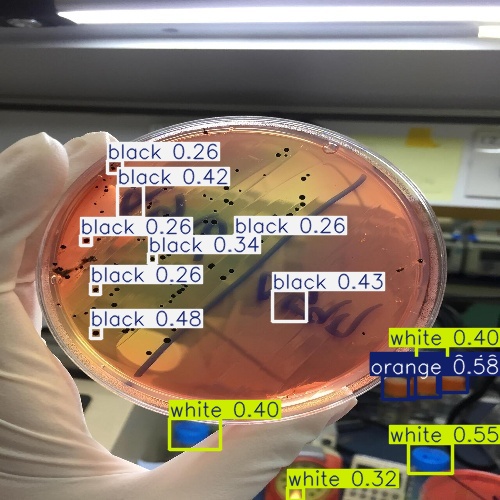 black 0.26
black 0.42
black 0.26
black 0.26
black 0.34
black 0.26
black 0.43
black 0.48
white 0.40
orange 0.58
white 0.40
white 0.55
white 0.32